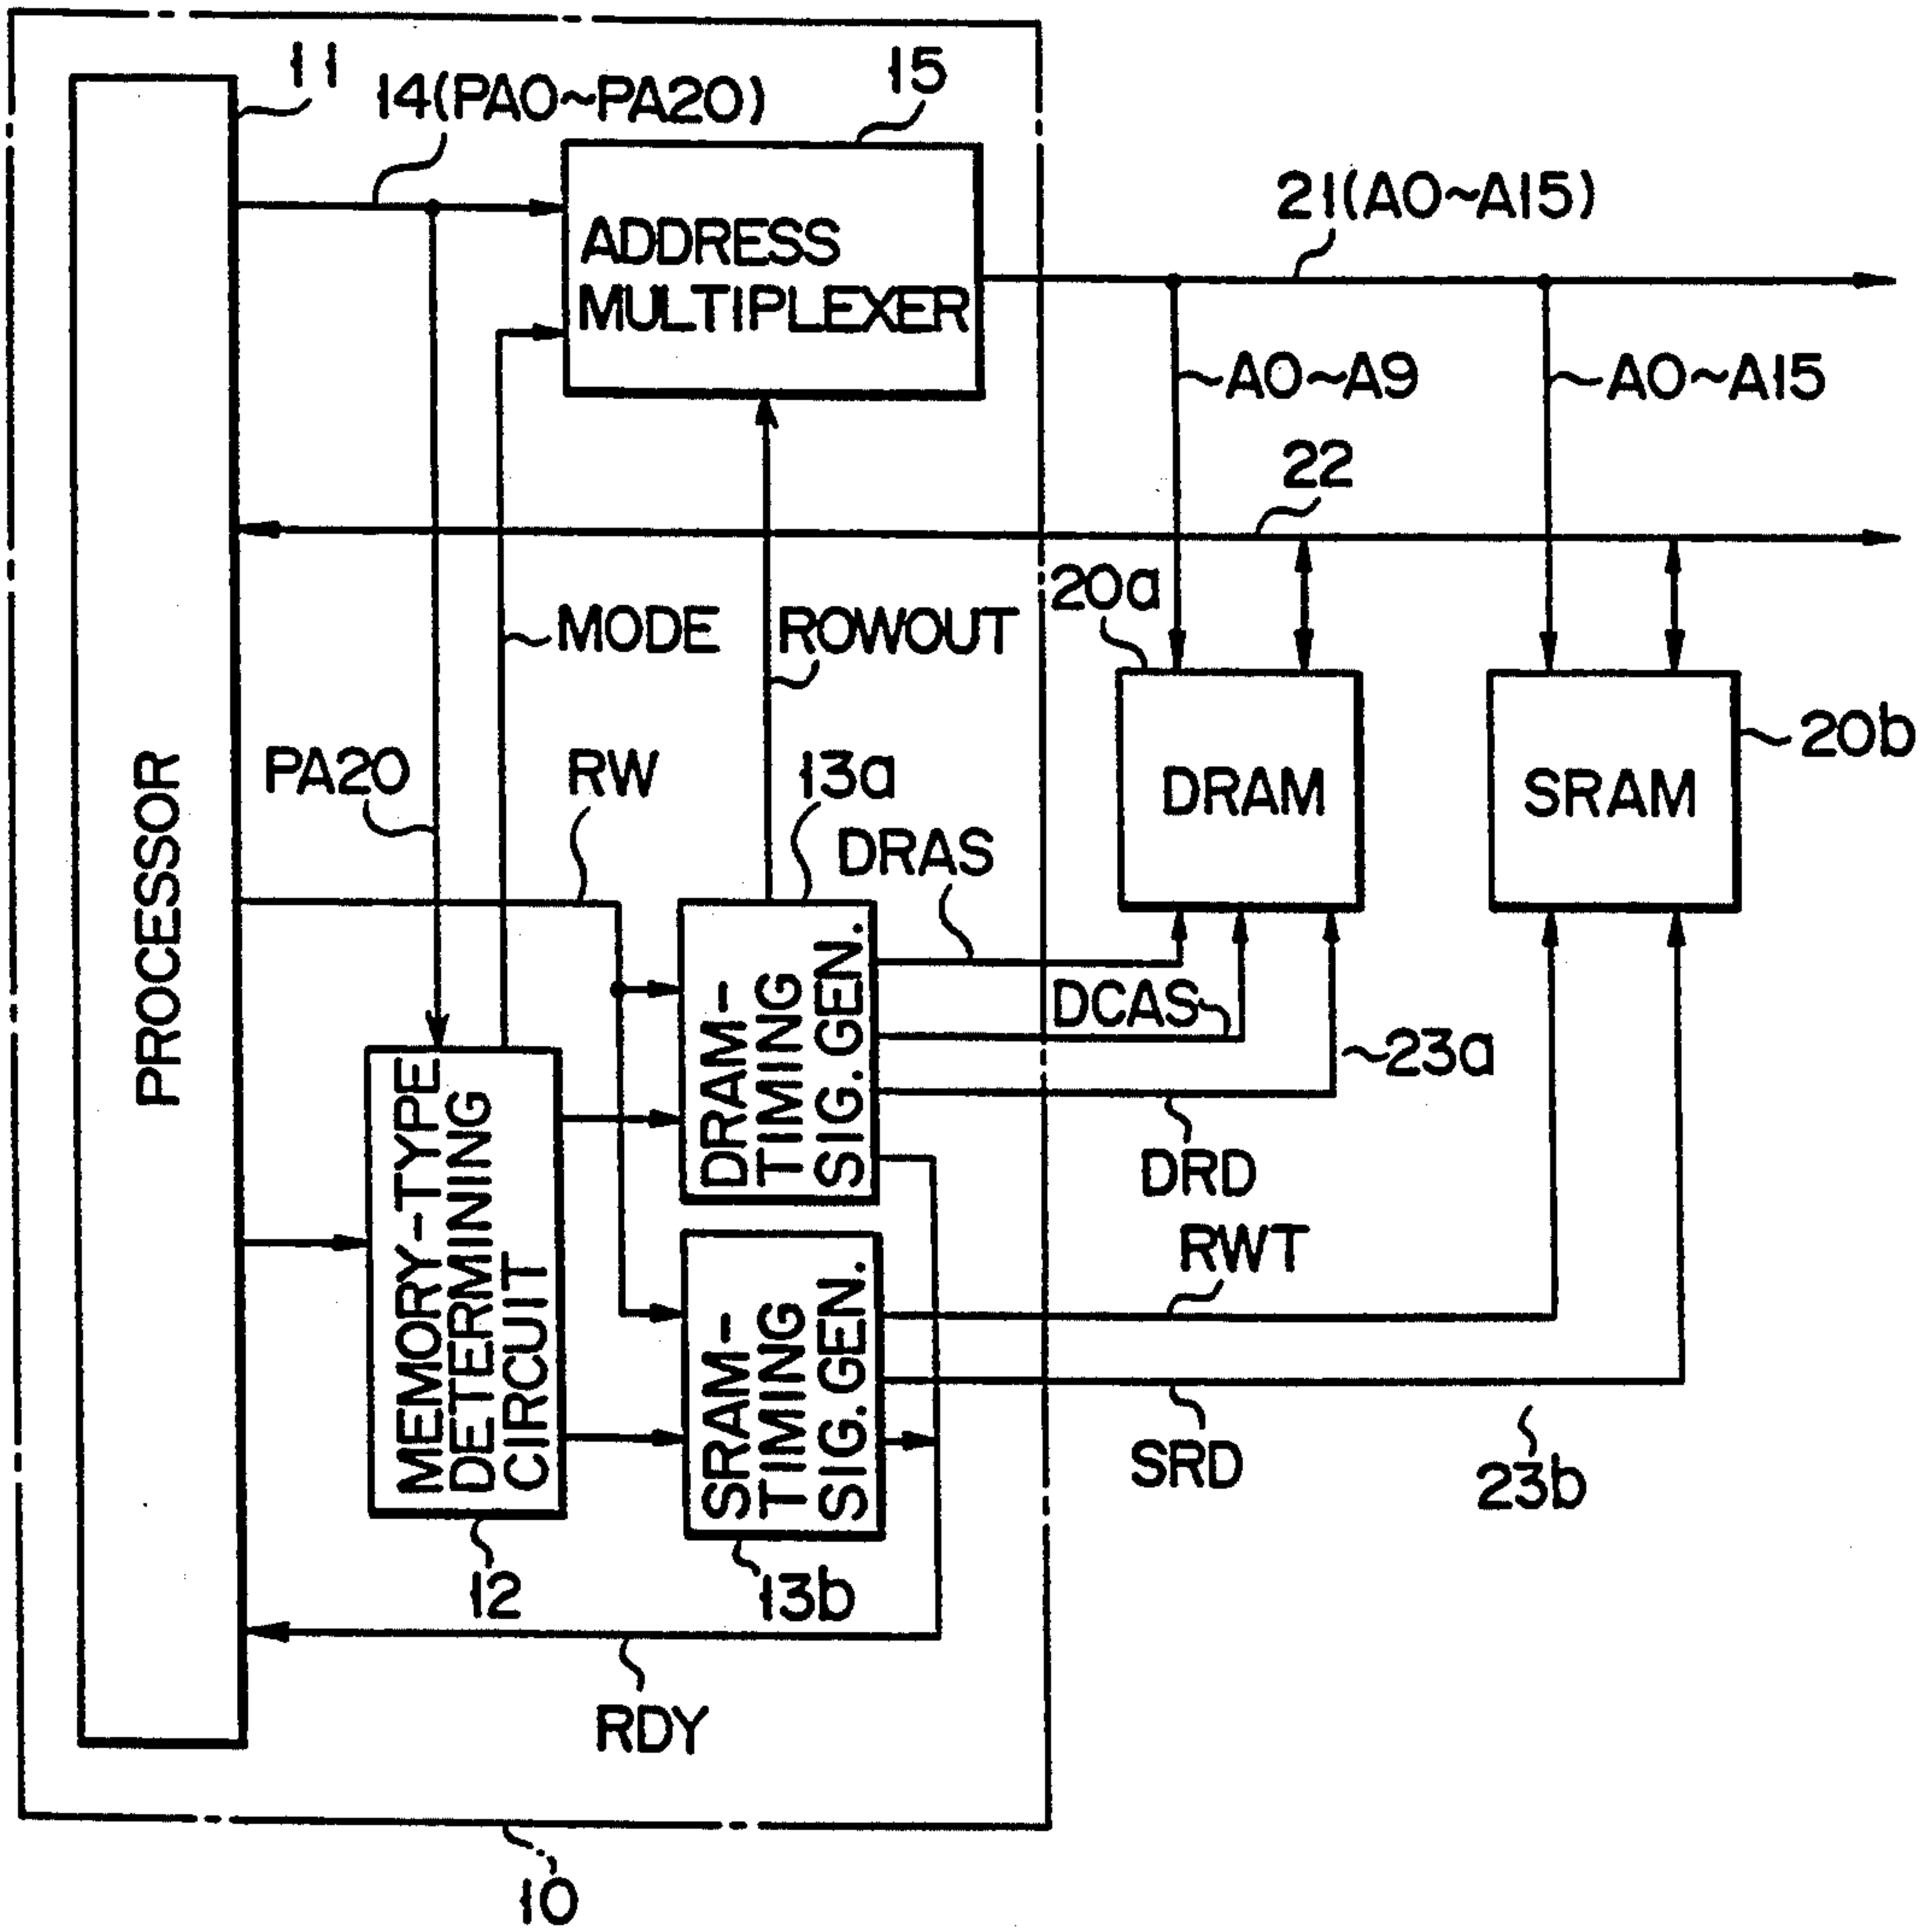 11
14(PA0~PA20)
15
ADDRESS
MULTIPLEXER
21(A0~A15)
A0~A9
A0~A15
22
20a
MODE
ROWOUT
DRAM
SRAM
20b
PROCESSOR
PA20
RW
13a
DRAS
DCAS
23a
DRAM-
TIMING
SIG.GEN.
DRD
RWT
MEMORY-TYPE
DETERMINING
CIRCUIT
SRAM-
TIMING
SIG.GEN.
SRD
23b
12
13b
RDY
10